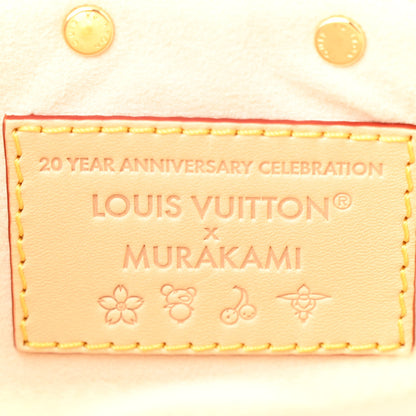 20 YEAR ANNIVERSARY CELEBRATION
LOUIS VUITTON®
x
MURAKAMI